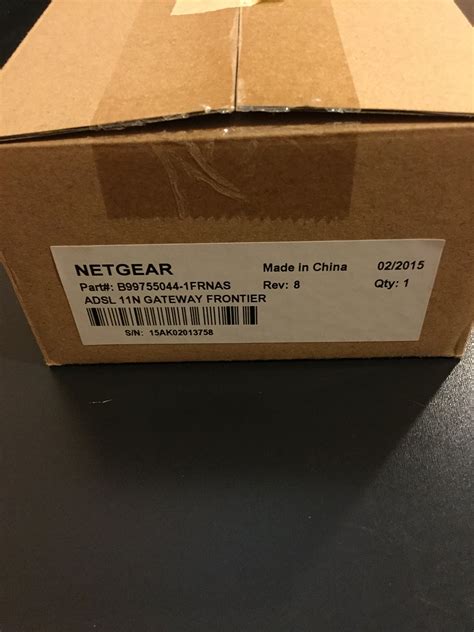 NETGEAR Made in China 02/2015
Part#: B99755044-1FRNAS Rev: 8 Qty: 1
ADSL 11N GATEWAY FRONTIER
S/N: 15AK02013758